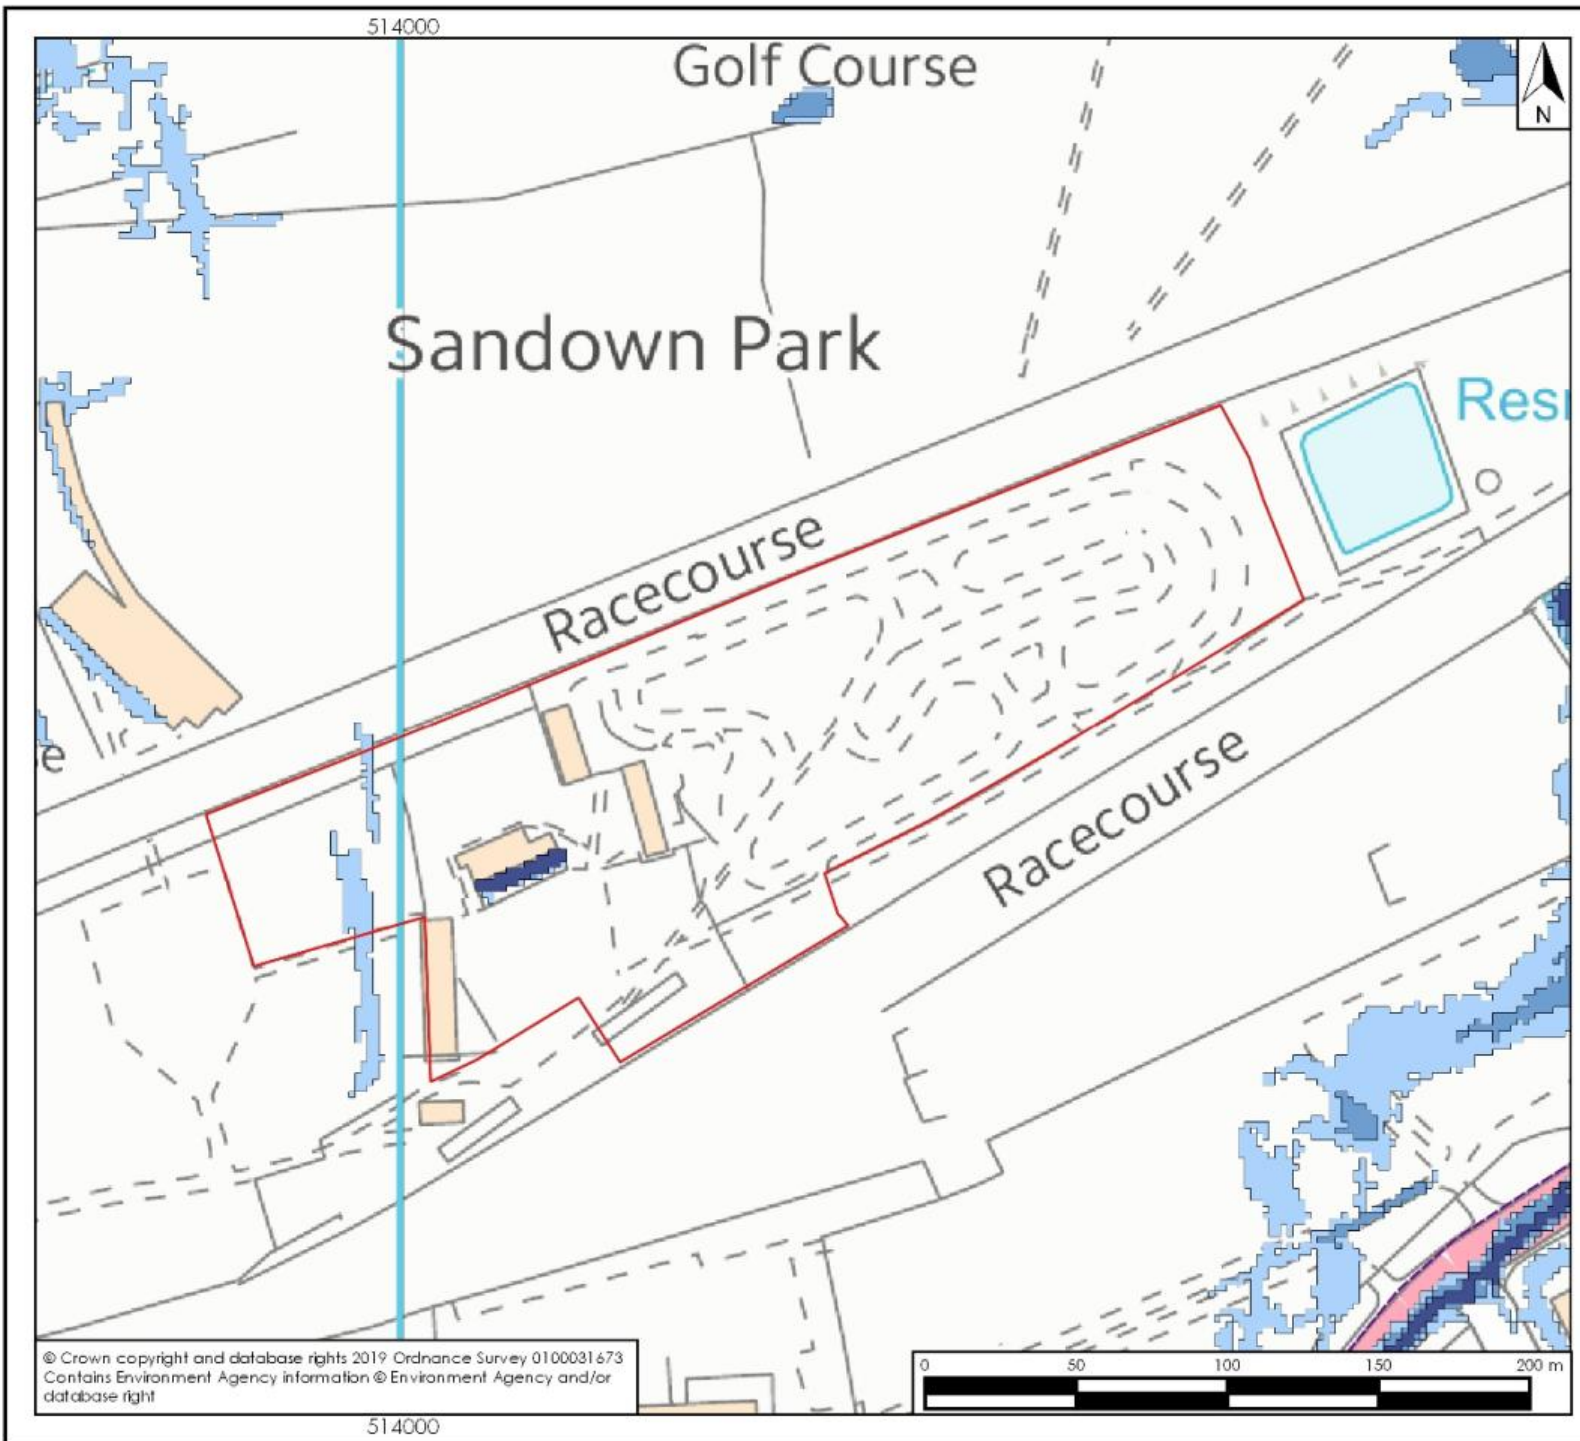 514000
Golf Course
N
Sandown Park
Resr
Racecourse
e
Racecourse
© Crown copyright and database rights 2019 Ordnance Survey 0100031673
Contains Environment Agency information © Environment Agency and/or
database right
0 50 100 150 200 m
514000